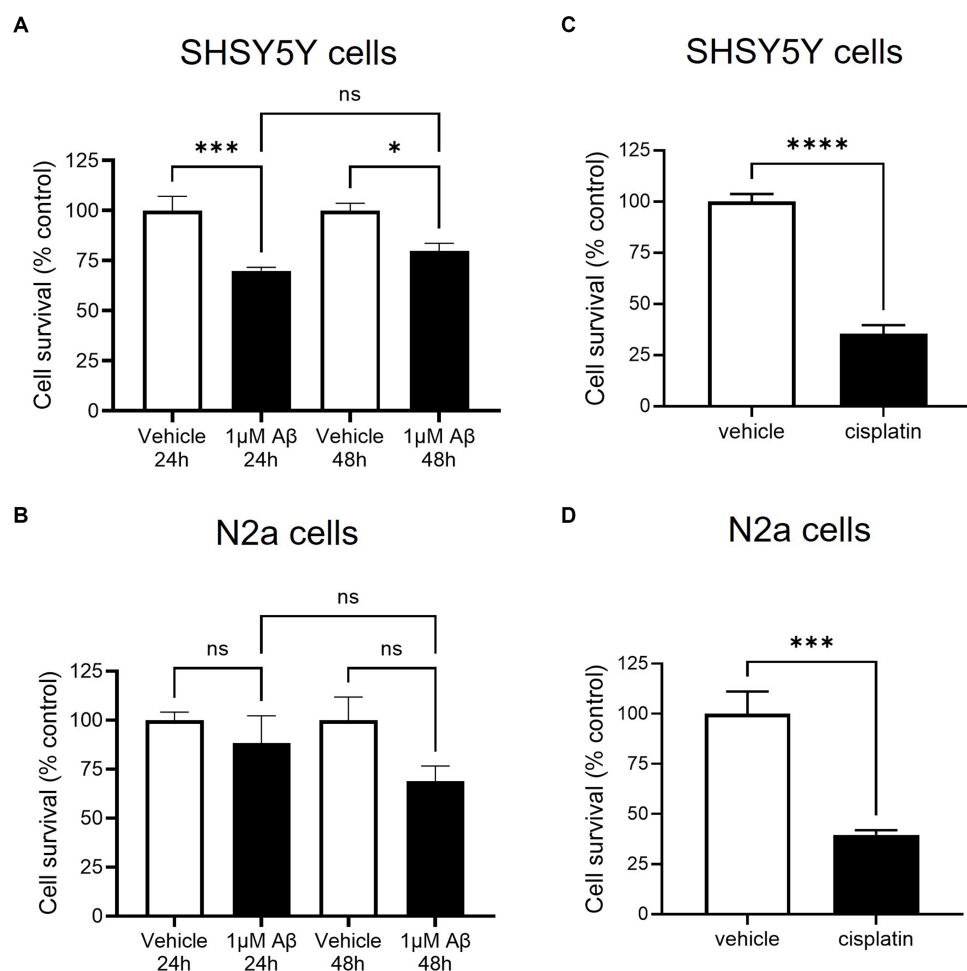 A
SHSY5Y cells
ns
*** *
Cell survival (% control)
125
100
75
50
25
0
Vehicle 1μM Aβ Vehicle 1μM Aβ
24h 24h 48h 48h
C
SHSY5Y cells
****
Cell survival (% control)
125
100
75
50
25
0
vehicle cisplatin
B
N2a cells
ns
ns ns
Cell survival (% control)
125
100
75
50
25
0
Vehicle 1μM Aβ Vehicle 1μM Aβ
24h 24h 48h 48h
D
N2a cells
***
Cell survival (% control)
125
100
75
50
25
0
vehicle cisplatin